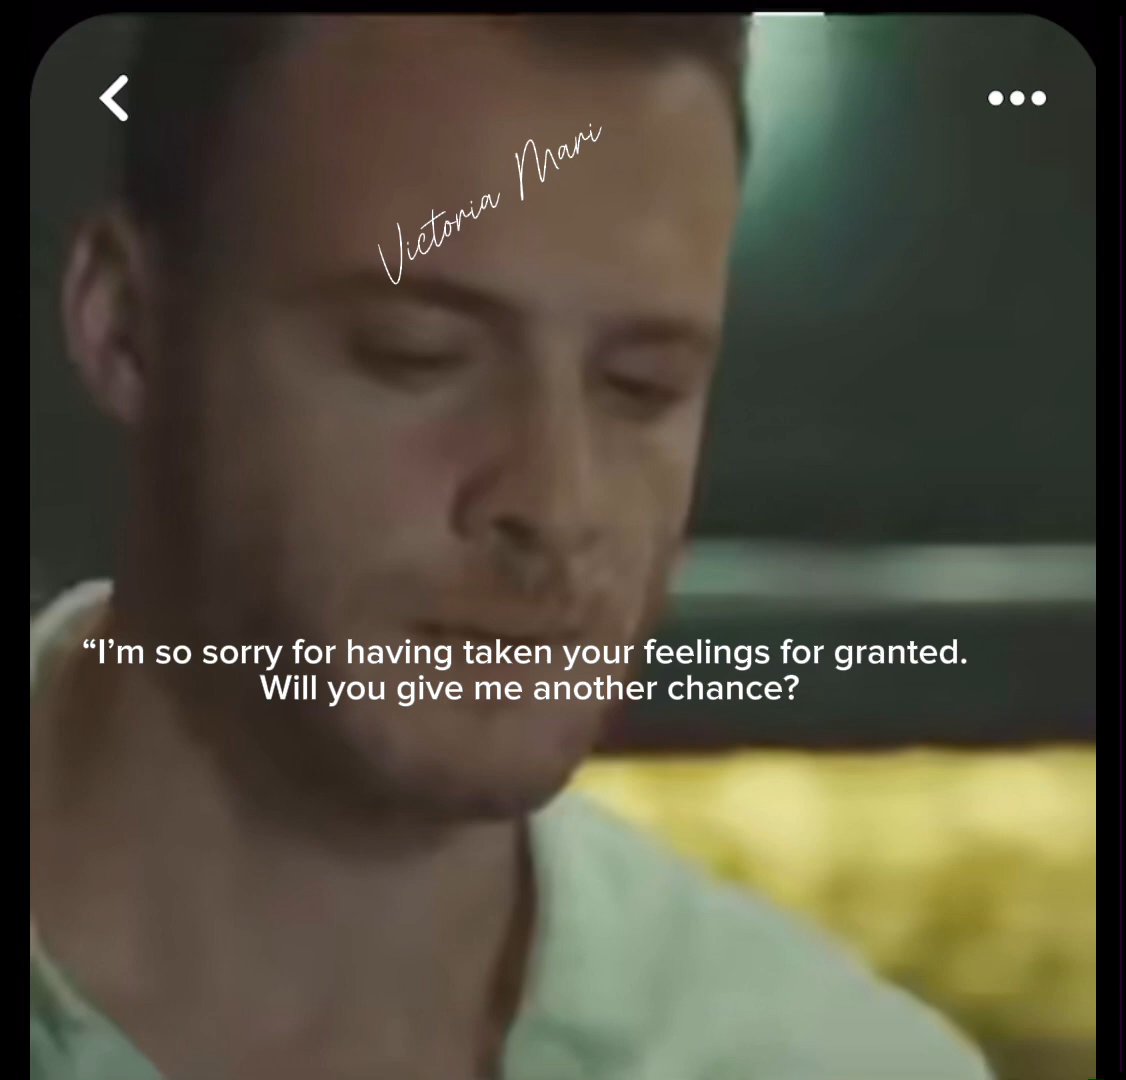 Victoria Mari
“I’m so sorry for having taken your feelings for granted.
Will you give me another chance?